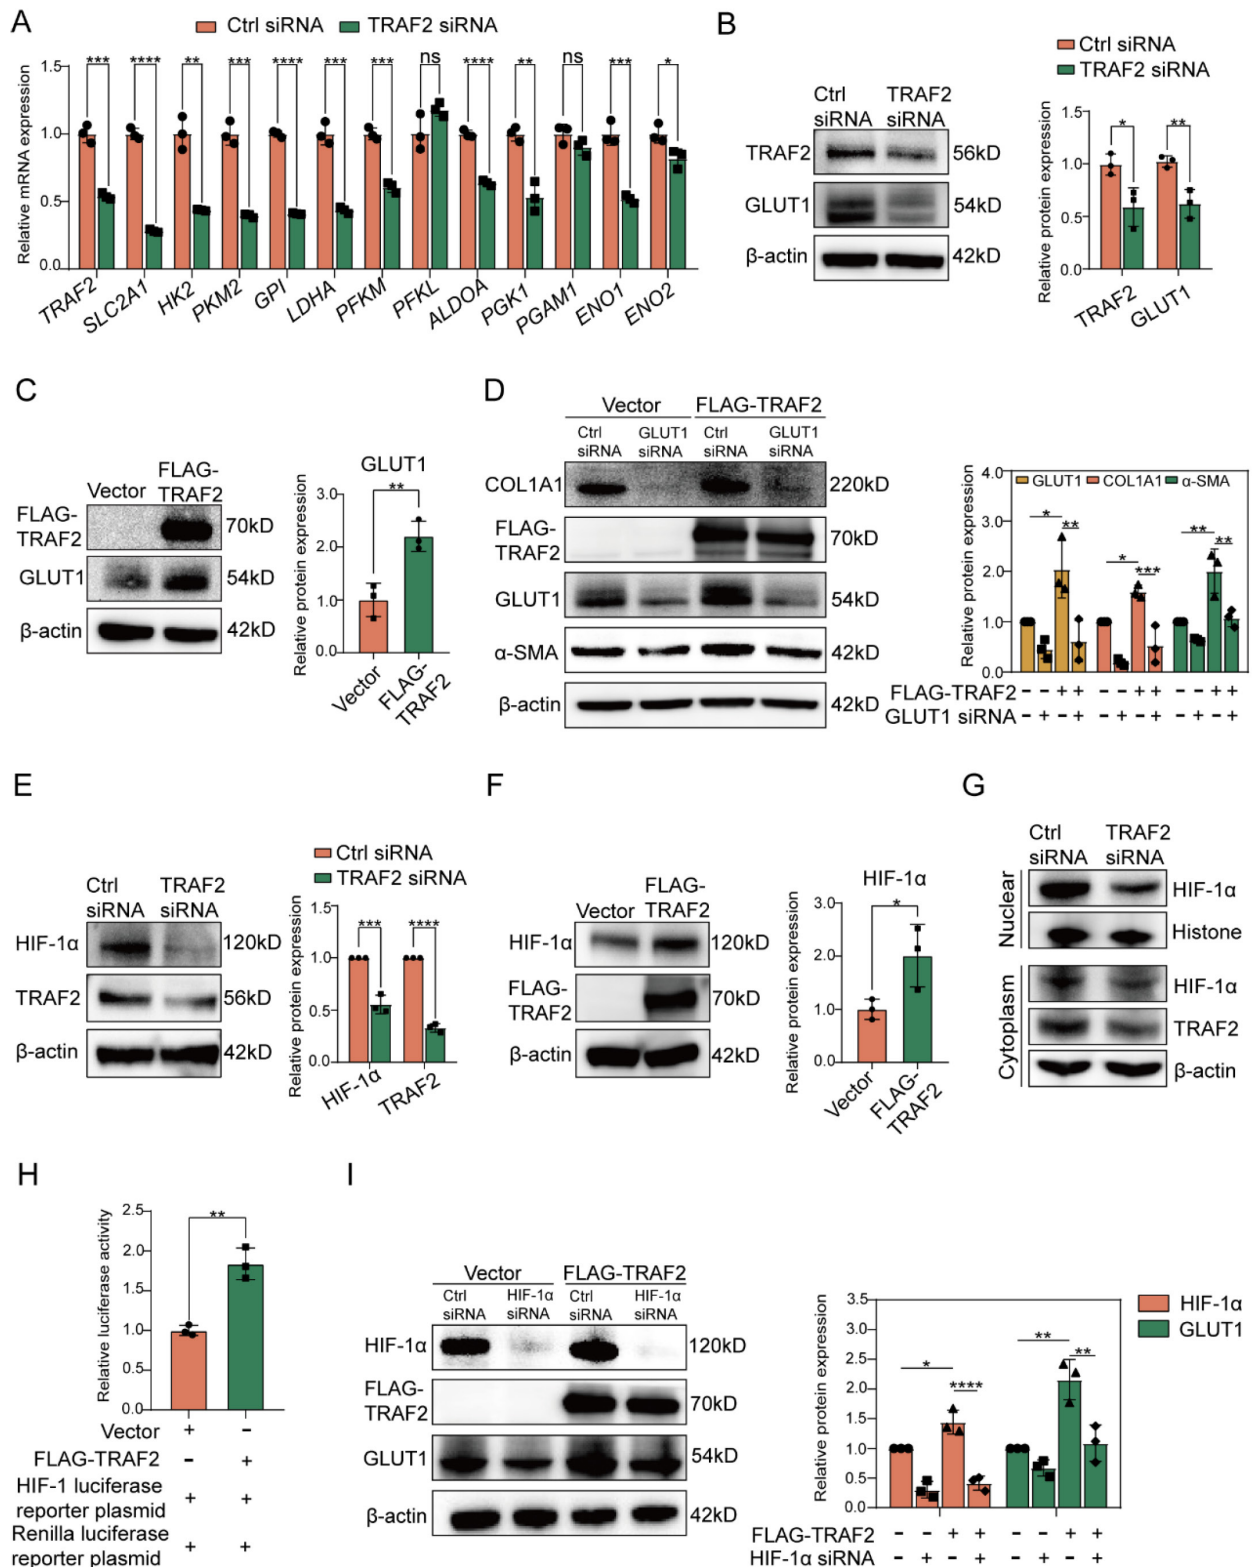 A
Ctrl siRNA TRAF2 siRNA
Relative mRNA expression
1.5
1.0
0.5
0.0
*** **** ** *** **** *** *** ns **** ** ns *** *
TRAF2 SLC2A1 HK2 PKM2 GPI LDHA PFKM PFKL ALDOA PGK1 PGAM1 ENO1 ENO2
B
Ctrl siRNA
TRAF2 siRNA
Ctrl TRAF2
siRNA siRNA
TRAF2 56kD
GLUT1 54kD
β-actin 42kD
Relative protein expression
1.5
1.0
0.5
0.0
* **
TRAF2 GLUT1
C
Vector FLAG-
TRAF2
FLAG-
TRAF2 70kD
GLUT1 54kD
β-actin 42kD
GLUT1
Relative protein expression
3.0
2.0
1.0
0.0
**
Vector FLAG-
TRAF2
D
Vector FLAG-TRAF2
Ctrl GLUT1 Ctrl GLUT1
siRNA siRNA siRNA siRNA
COL1A1 220kD
FLAG-
TRAF2 70kD
GLUT1 54kD
α-SMA 42kD
β-actin 42kD
Relative protein expression
4.0
3.0
2.0
1.0
0.0
GLUT1 COL1A1 α-SMA
* ** * *** ** **
FLAG-TRAF2 - - + + - - + + - - + +
GLUT1 siRNA - + - + - + - + - + - +
E
Ctrl siRNA
TRAF2 siRNA
Ctrl TRAF2
siRNA siRNA
HIF-1α 120kD
TRAF2 56kD
β-actin 42kD
Relative protein expression
1.5
1.0
0.5
0.0
*** ****
HIF-1α TRAF2
F
Vector FLAG-
TRAF2
HIF-1α 120kD
FLAG-
TRAF2 70kD
β-actin 42kD
HIF-1α
Relative protein expression
3.0
2.0
1.0
0.0
*
Vector FLAG-
TRAF2
G
Ctrl TRAF2
siRNA siRNA
Nuclear
HIF-1α
Histone
Cytoplasm
HIF-1α
TRAF2
β-actin
H
Relative luciferase activity
2.5
2.0
1.5
1.0
0.5
0.0
**
Vector + -
FLAG-TRAF2 - +
HIF-1 luciferase
reporter plasmid + +
Renilla luciferase
reporter plasmid + +
I
Vector FLAG-TRAF2
Ctrl HIF-1α Ctrl HIF-1α
siRNA siRNA siRNA siRNA
HIF-1α 120kD
FLAG-
TRAF2 70kD
GLUT1 54kD
β-actin 42kD
HIF-1α
GLUT1
Relative protein expression
3.5
3.0
2.5
2.0
1.5
1.0
0.5
0.0
* **** ** **
FLAG-TRAF2 - - + + - - + +
HIF-1α siRNA - + - + - + - +